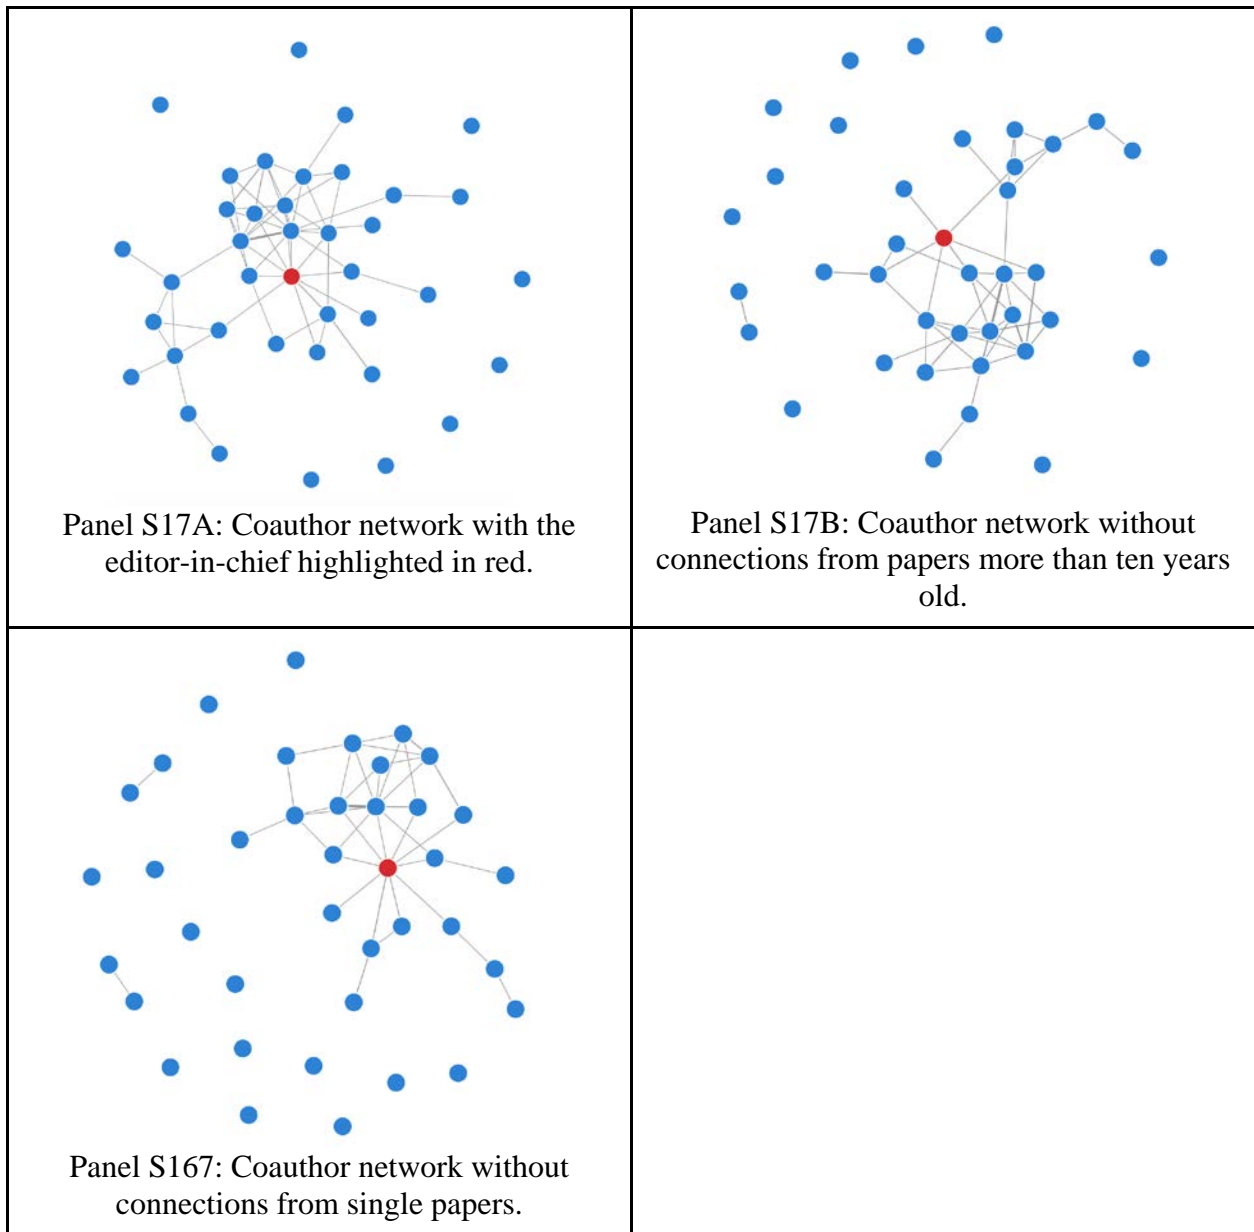 Panel S17A: Coauthor network with the
editor-in-chief highlighted in red.
Panel S17B: Coauthor network without
connections from papers more than ten years
old.
Panel S167: Coauthor network without
connections from single papers.